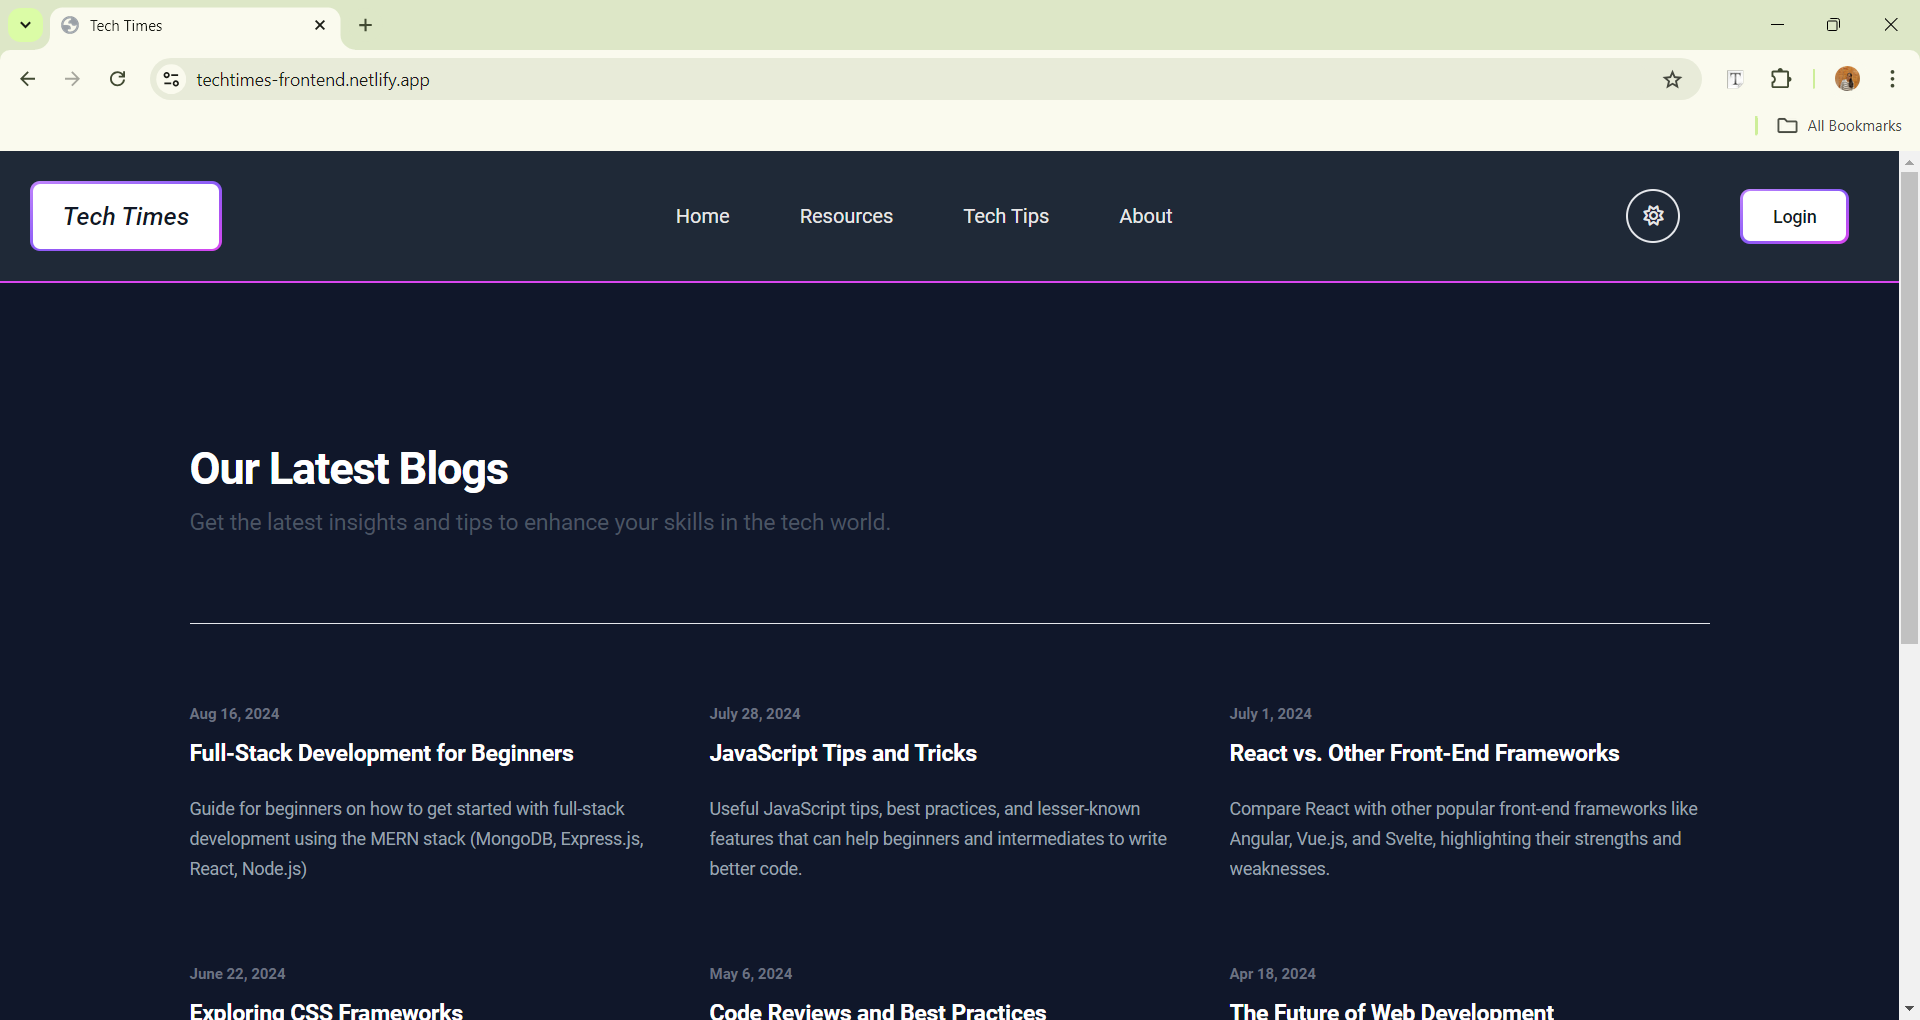 Tech Times
techtimes-frontend.netlify.app
T
All Bookmarks
Tech Times
Home
Resources
Tech Tips
About
Login
Our Latest Blogs
Get the latest insights and tips to enhance your skills in the tech world.
Aug 16, 2024
Full-Stack Development for Beginners
Guide for beginners on how to get started with full-stack
development using the MERN stack (MongoDB, Express.js,
React, Node.js)
July 28, 2024
JavaScript Tips and Tricks
Useful JavaScript tips, best practices, and lesser-known
features that can help beginners and intermediates to write
better code.
July 1, 2024
React vs. Other Front-End Frameworks
Compare React with other popular front-end frameworks like
Angular, Vue.js, and Svelte, highlighting their strengths and
weaknesses.
June 22, 2024
Exploring CSS Frameworks
May 6, 2024
Code Reviews and Best Practices
Apr 18, 2024
The Future of Web Development